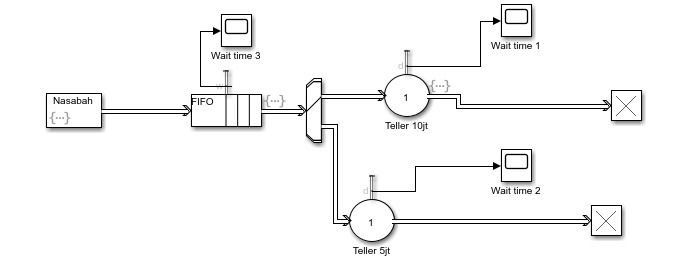 Wait time 3
Wait time 1
Nasabah
{...}
FIFO
w
{...}
d
{...}
1
Teller 10jt
Wait time 2
d
1
Teller 5jt